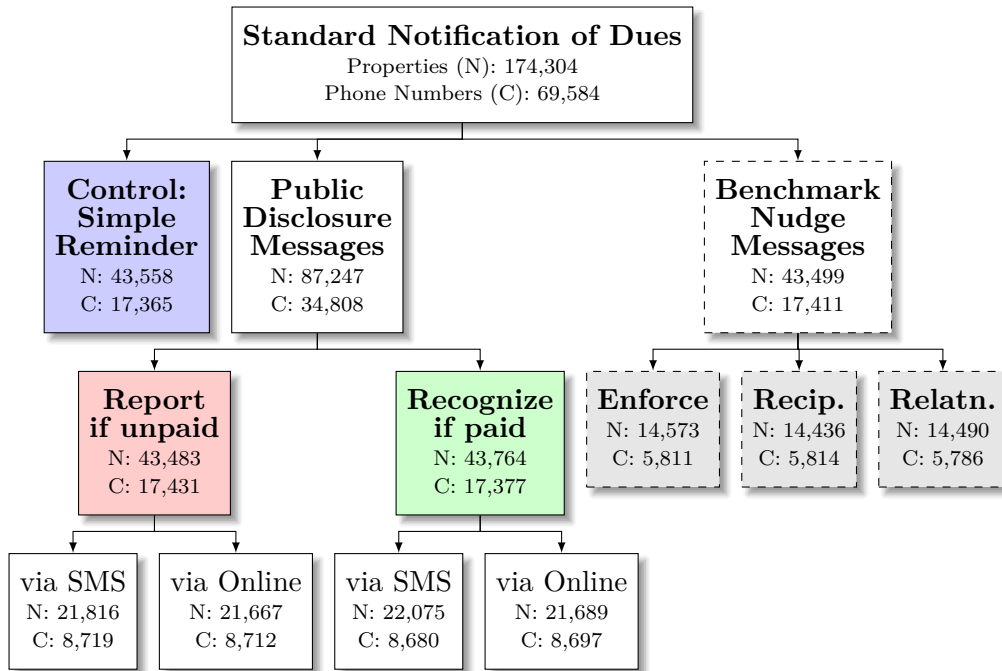 Standard Notification of Dues
Properties (N): 174,304
Phone Numbers (C): 69,584
Control:
Simple
Reminder
N: 43,558
C: 17,365
Public
Disclosure
Messages
N: 87,247
C: 34,808
Benchmark
Nudge
Messages
N: 43,499
C: 17,411
Report
if unpaid
N: 43,483
C: 17,431
Recognize
if paid
N: 43,764
C: 17,377
Enforce
N: 14,573
C: 5,811
Recip.
N: 14,436
C: 5,814
Relatn.
N: 14,490
C: 5,786
via SMS
N: 21,816
C: 8,719
via Online
N: 21,667
C: 8,712
via SMS
N: 22,075
C: 8,680
via Online
N: 21,689
C: 8,697